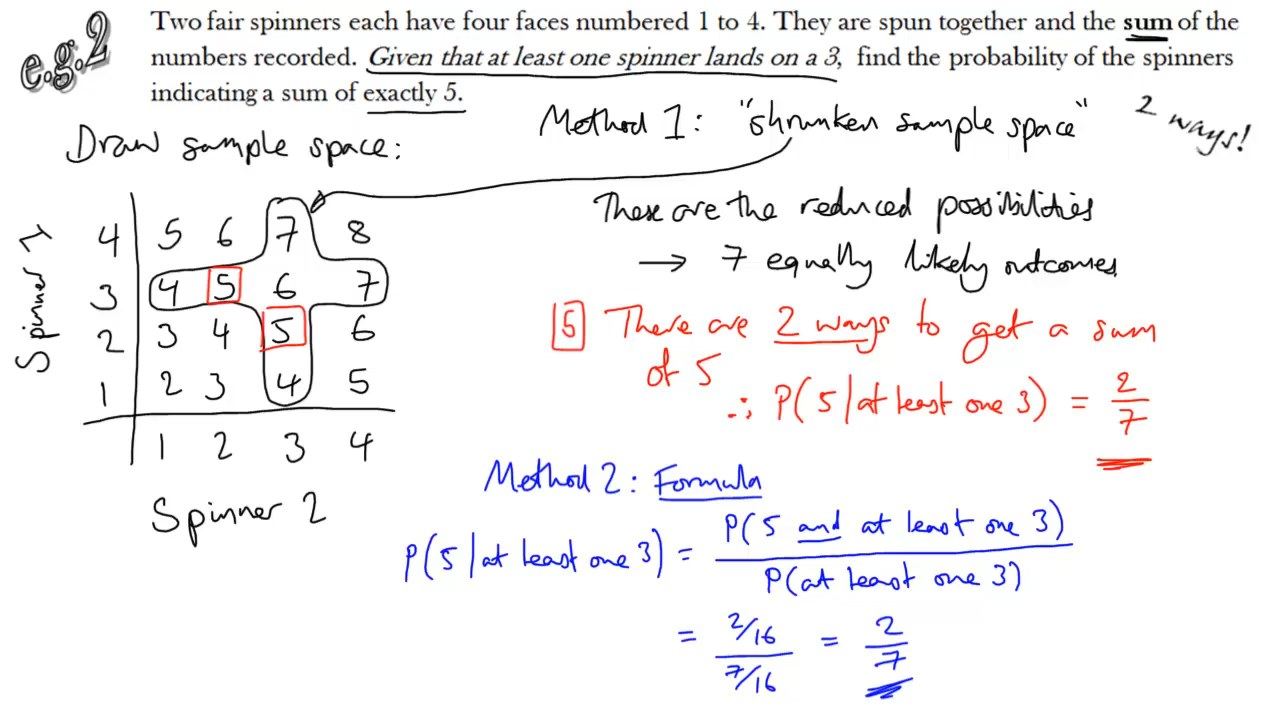 e.g.2
Two fair spinners each have four faces numbered 1 to 4. They are spun together and the sum of the
numbers recorded. Given that at least one spinner lands on a 3, find the probability of the spinners
indicating a sum of exactly 5.
Draw sample space:
Method 1: "shrunken sample space"
2 ways!
These are the reduced possibilities
→ 7 equally likely outcomes
Spinner 1
4 5 6 7 8
3 4 5 6 7
2 3 4 5 6
1 2 3 4 5
1 2 3 4
Spinner 2
5 There are 2 ways to get a sum
of 5
∴ P(5 | at least one 3) = 2/7
Method 2: Formula
P(5 | at least one 3) = P(5 and at least one 3) / P(at least one 3)
= 2/16 / 7/16 = 2/7